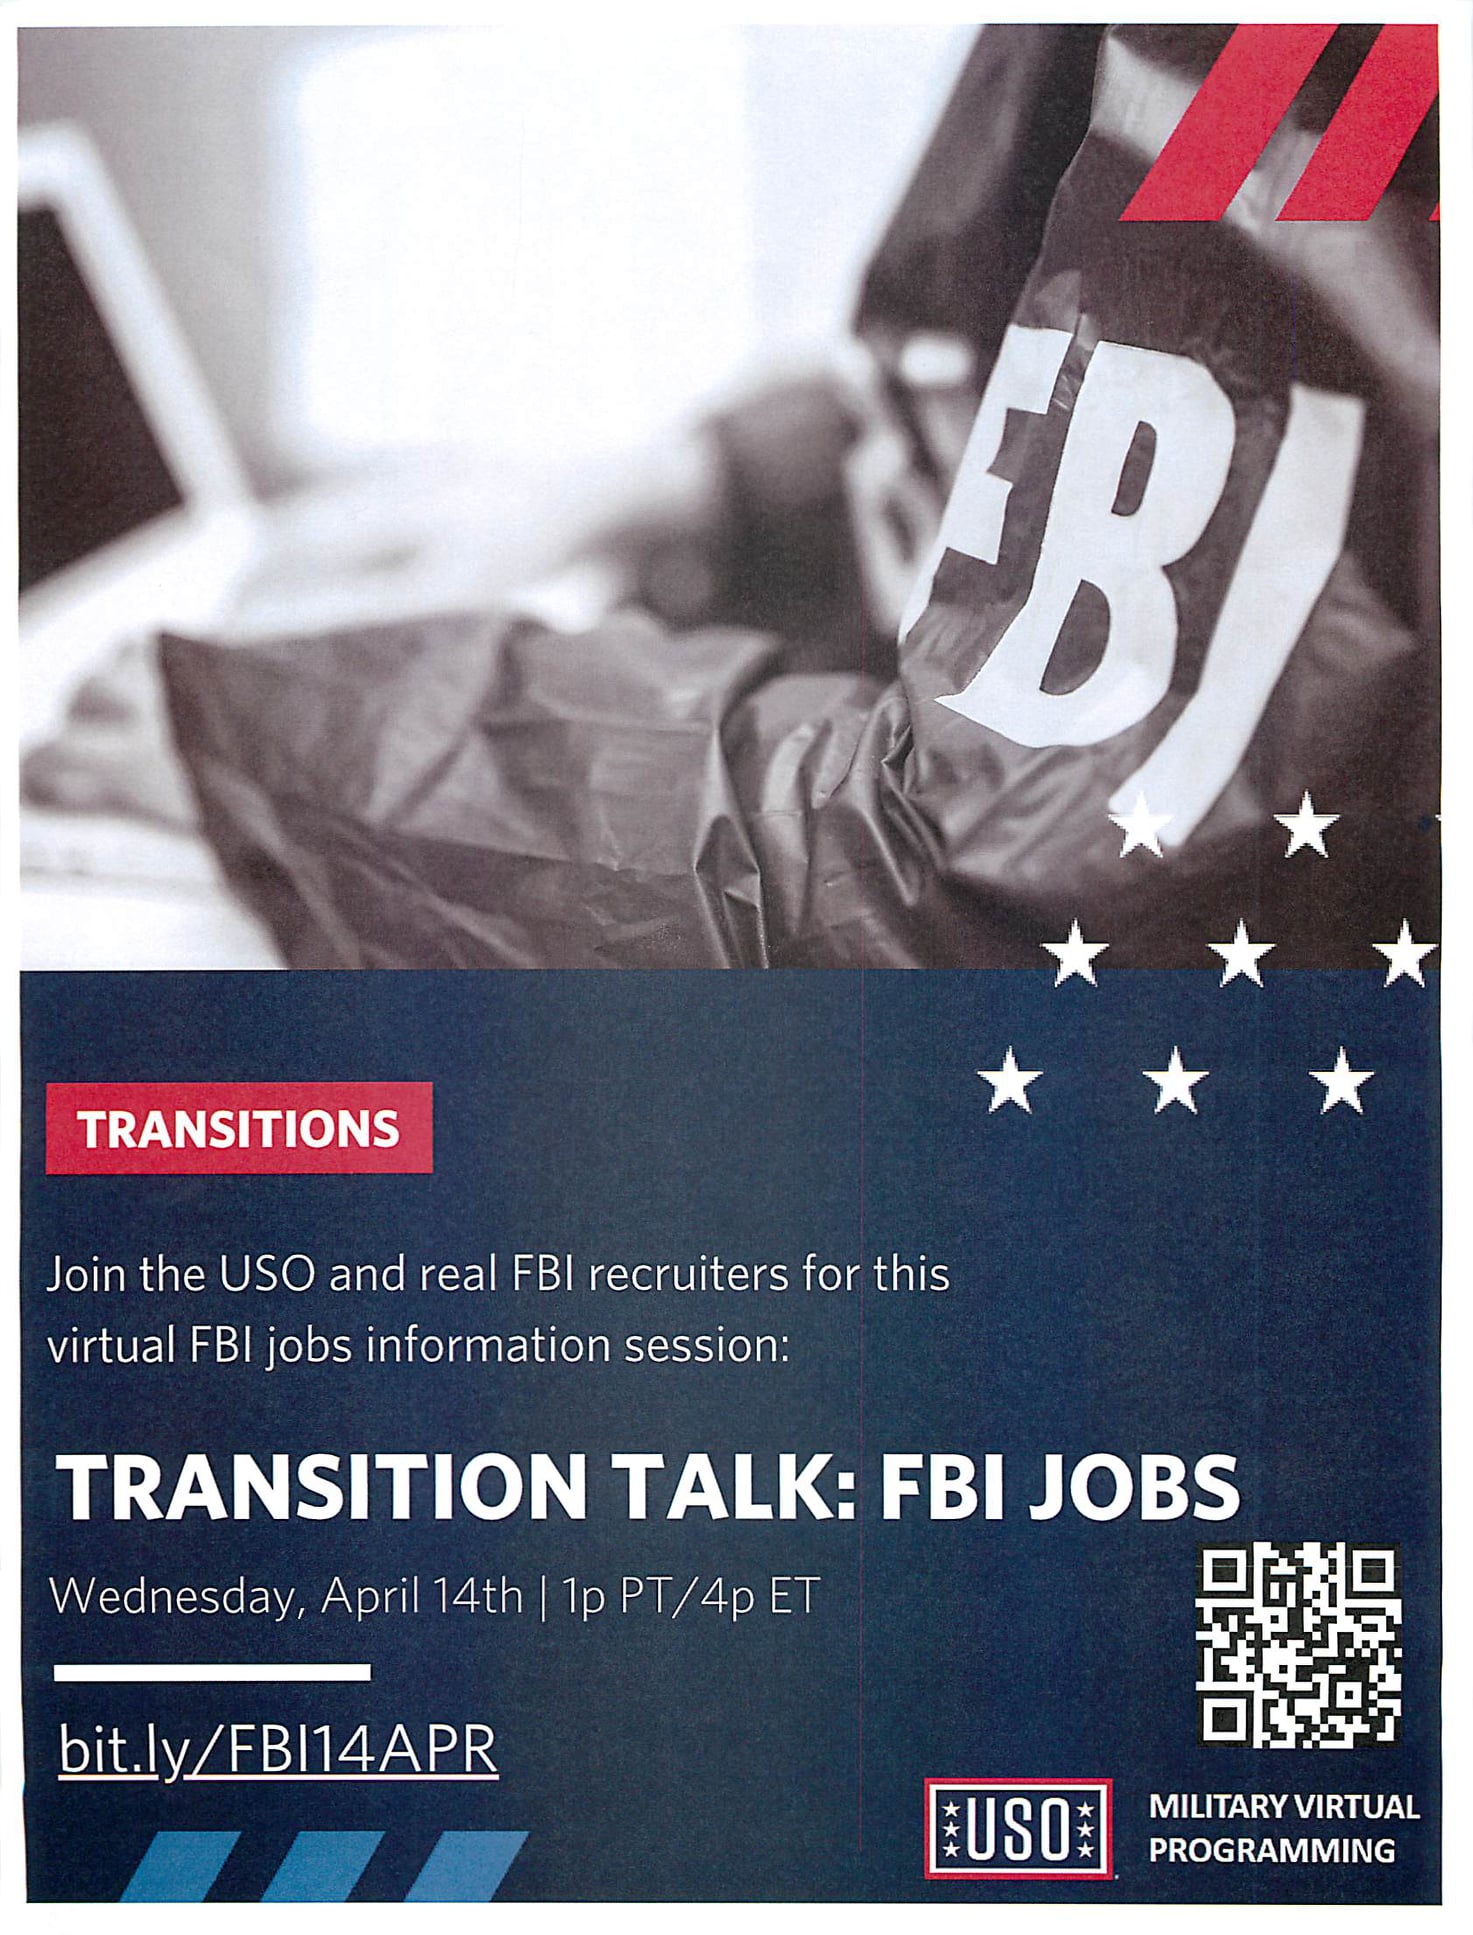 FBI
TRANSITIONS
Join the USO and real FBI recruiters for this
virtual FBI jobs information session:
TRANSITION TALK: FBI JOBS
Wednesday, April 14th | 1p PT/4p ET
bit.ly/FBI14APR
USO
MILITARY VIRTUAL
PROGRAMMING